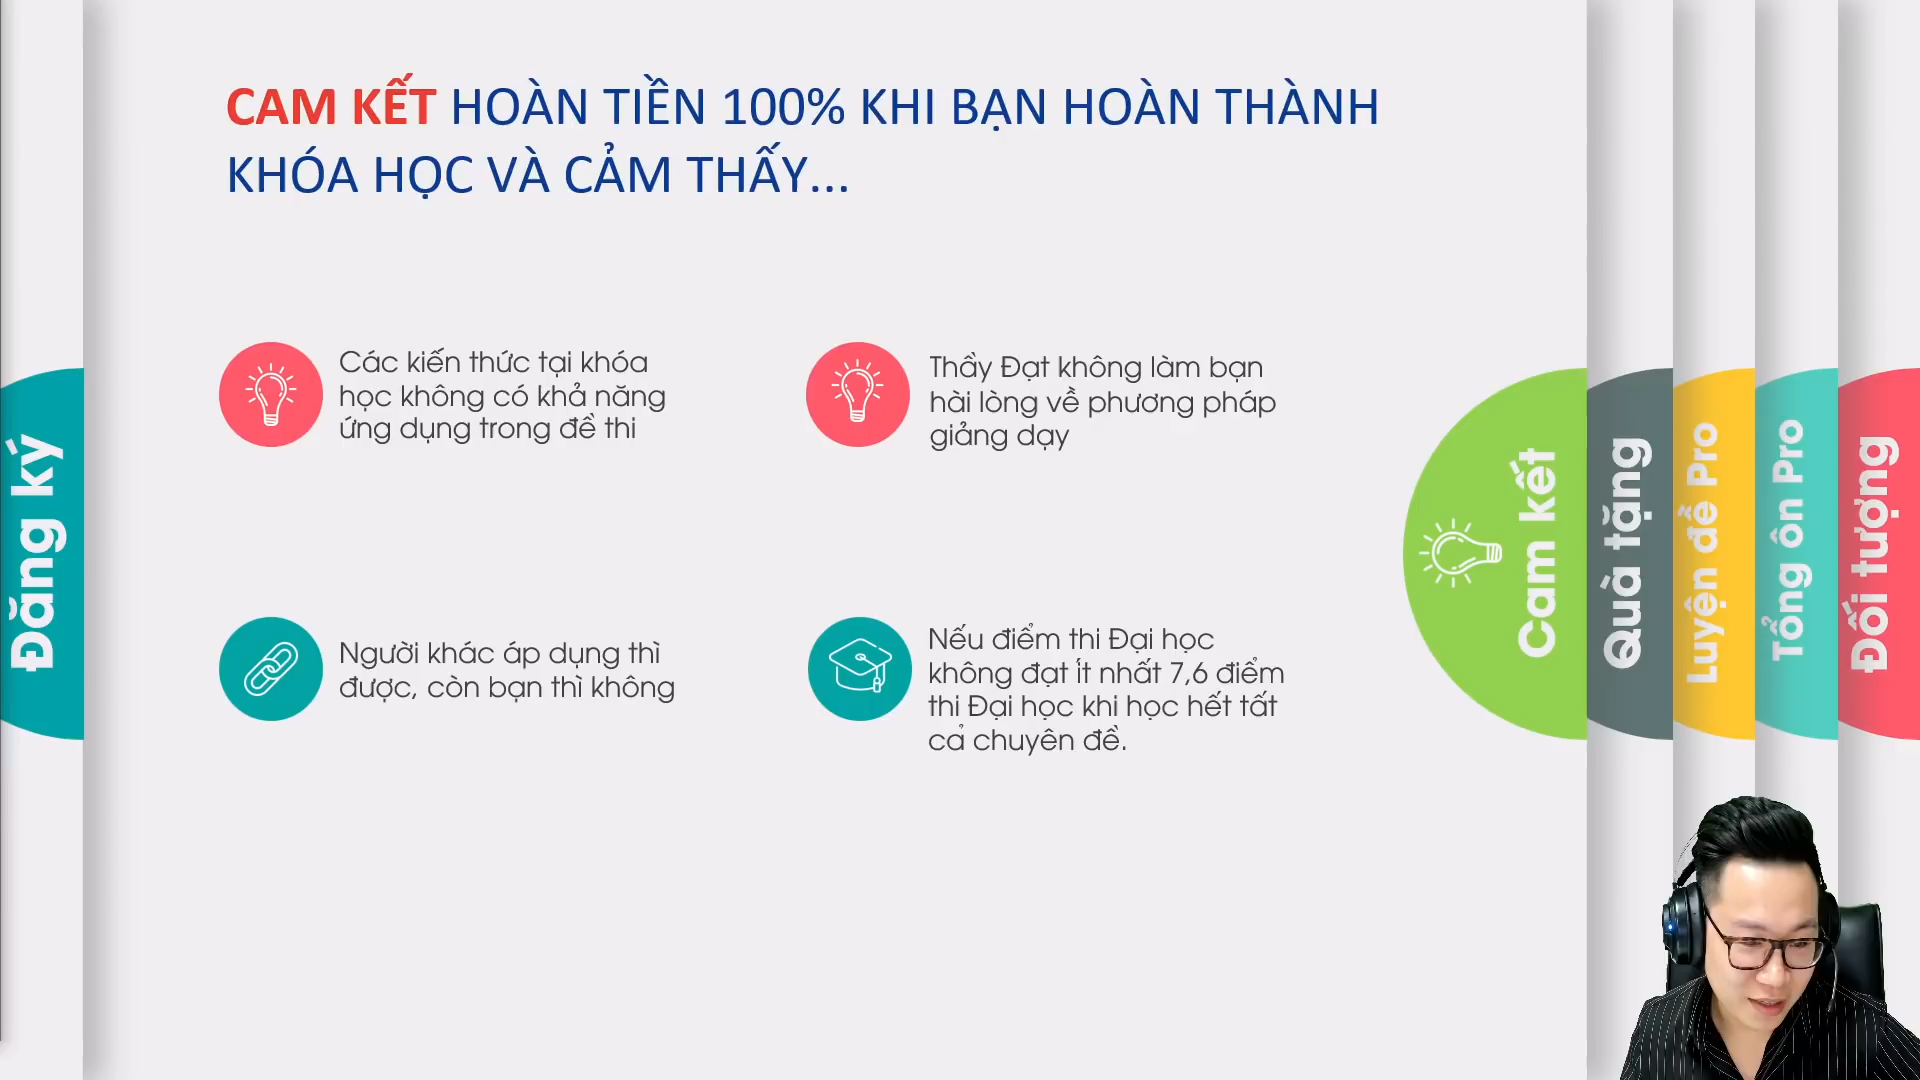 CAM KẾT HOÀN TIỀN 100% KHI BẠN HOÀN THÀNH
KHÓA HỌC VÀ CẢM THẤY...
Các kiến thức tại khóa
học không có khả năng
ứng dụng trong đề thi
Thầy Đạt không làm bạn
hài lòng về phương pháp
giảng dạy
Người khác áp dụng thì
được, còn bạn thì không
Nếu điểm thi Đại học
không đạt ít nhất 7,6 điểm
thi Đại học khi học hết tất
cả chuyên đề.
Đăng ký
Cam kết
Quà tặng
Luyện đề Pro
Tổng ôn Pro
Đối tượng